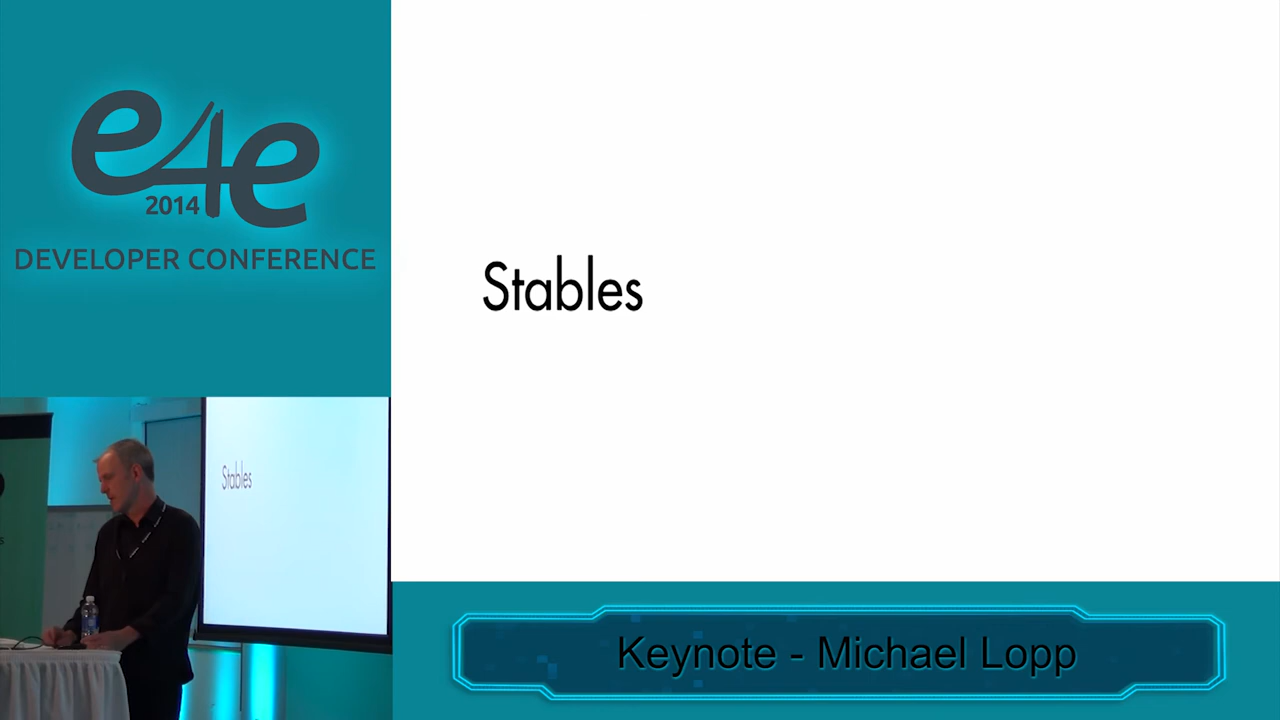 e4e
2014
DEVELOPER CONFERENCE
Stables
Stables
Keynote - Michael Lopp